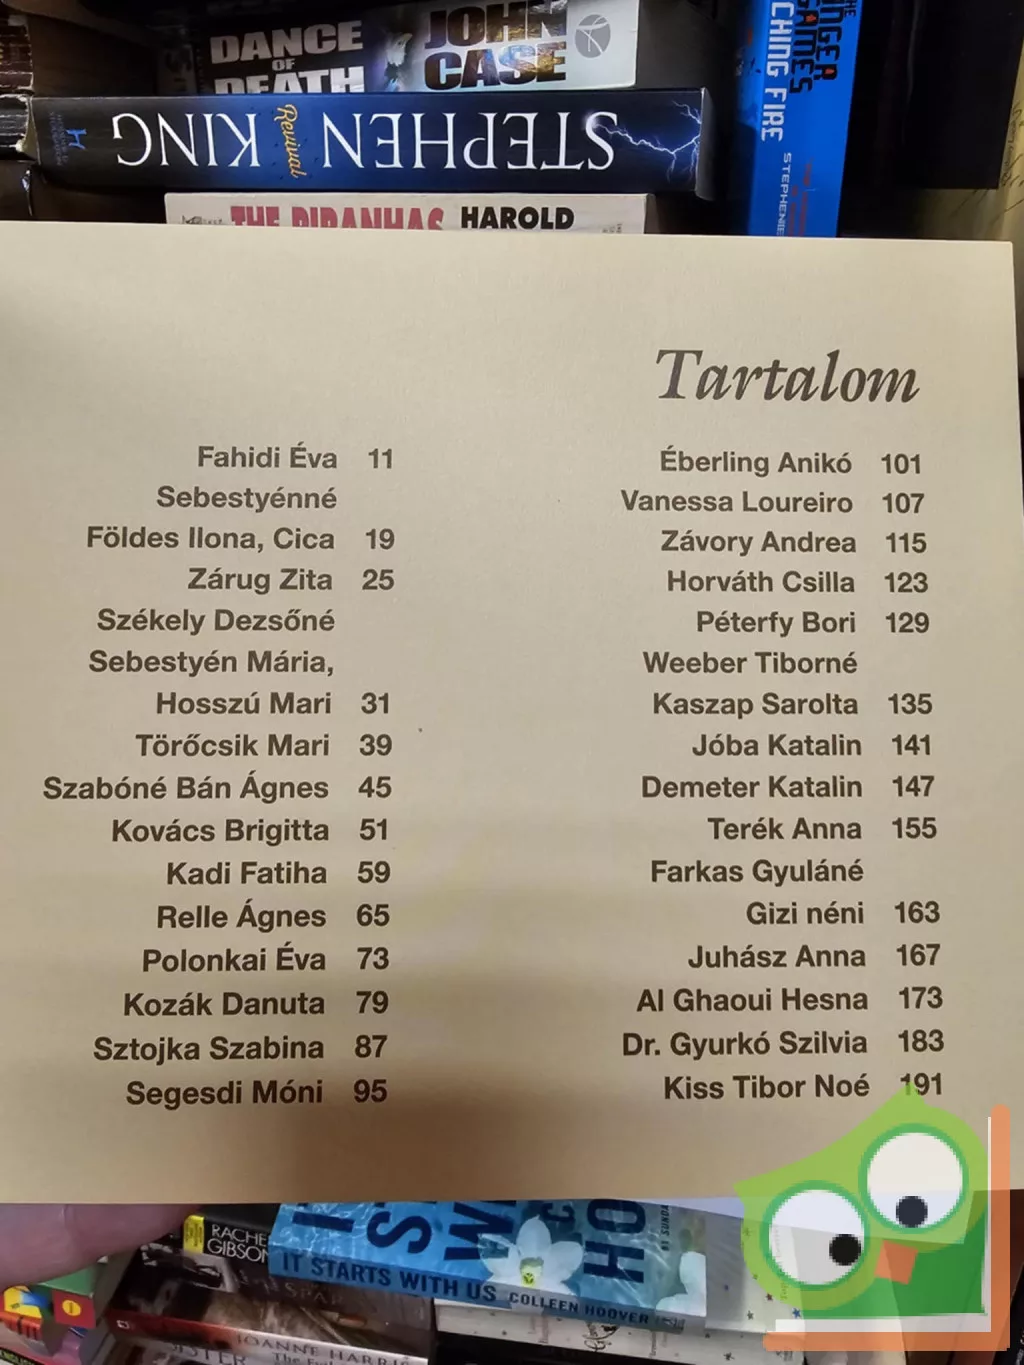 DANCE
OF
DEATH
JOHN
CASE
STEPHEN KING
Revival
THE PIRANHAS HAROLD
GAMES
STEPHENIE
Tartalom
Fahidi Éva 11
Sebestyénné
Földes Ilona, Cica 19
Zárug Zita 25
Székely Dezsőné
Sebestyén Mária,
Hosszú Mari 31
Törőcsik Mari 39
Szabóné Bán Ágnes 45
Kovács Brigitta 51
Kadi Fatiha 59
Relle Ágnes 65
Polonkai Éva 73
Kozák Danuta 79
Sztojka Szabina 87
Segesdi Móni 95
Éberling Anikó 101
Vanessa Loureiro 107
Závory Andrea 115
Horváth Csilla 123
Péterfy Bori 129
Weeber Tiborné
Kaszap Sarolta 135
Jóba Katalin 141
Demeter Katalin 147
Terék Anna 155
Farkas Gyuláné
Gizi néni 163
Juhász Anna 167
Al Ghaoui Hesna 173
Dr. Gyurkó Szilvia 183
Kiss Tibor Noé 191
GIBSON
IT STARTS WITH US COLLEEN HOOVER
JOANNE HARRIS